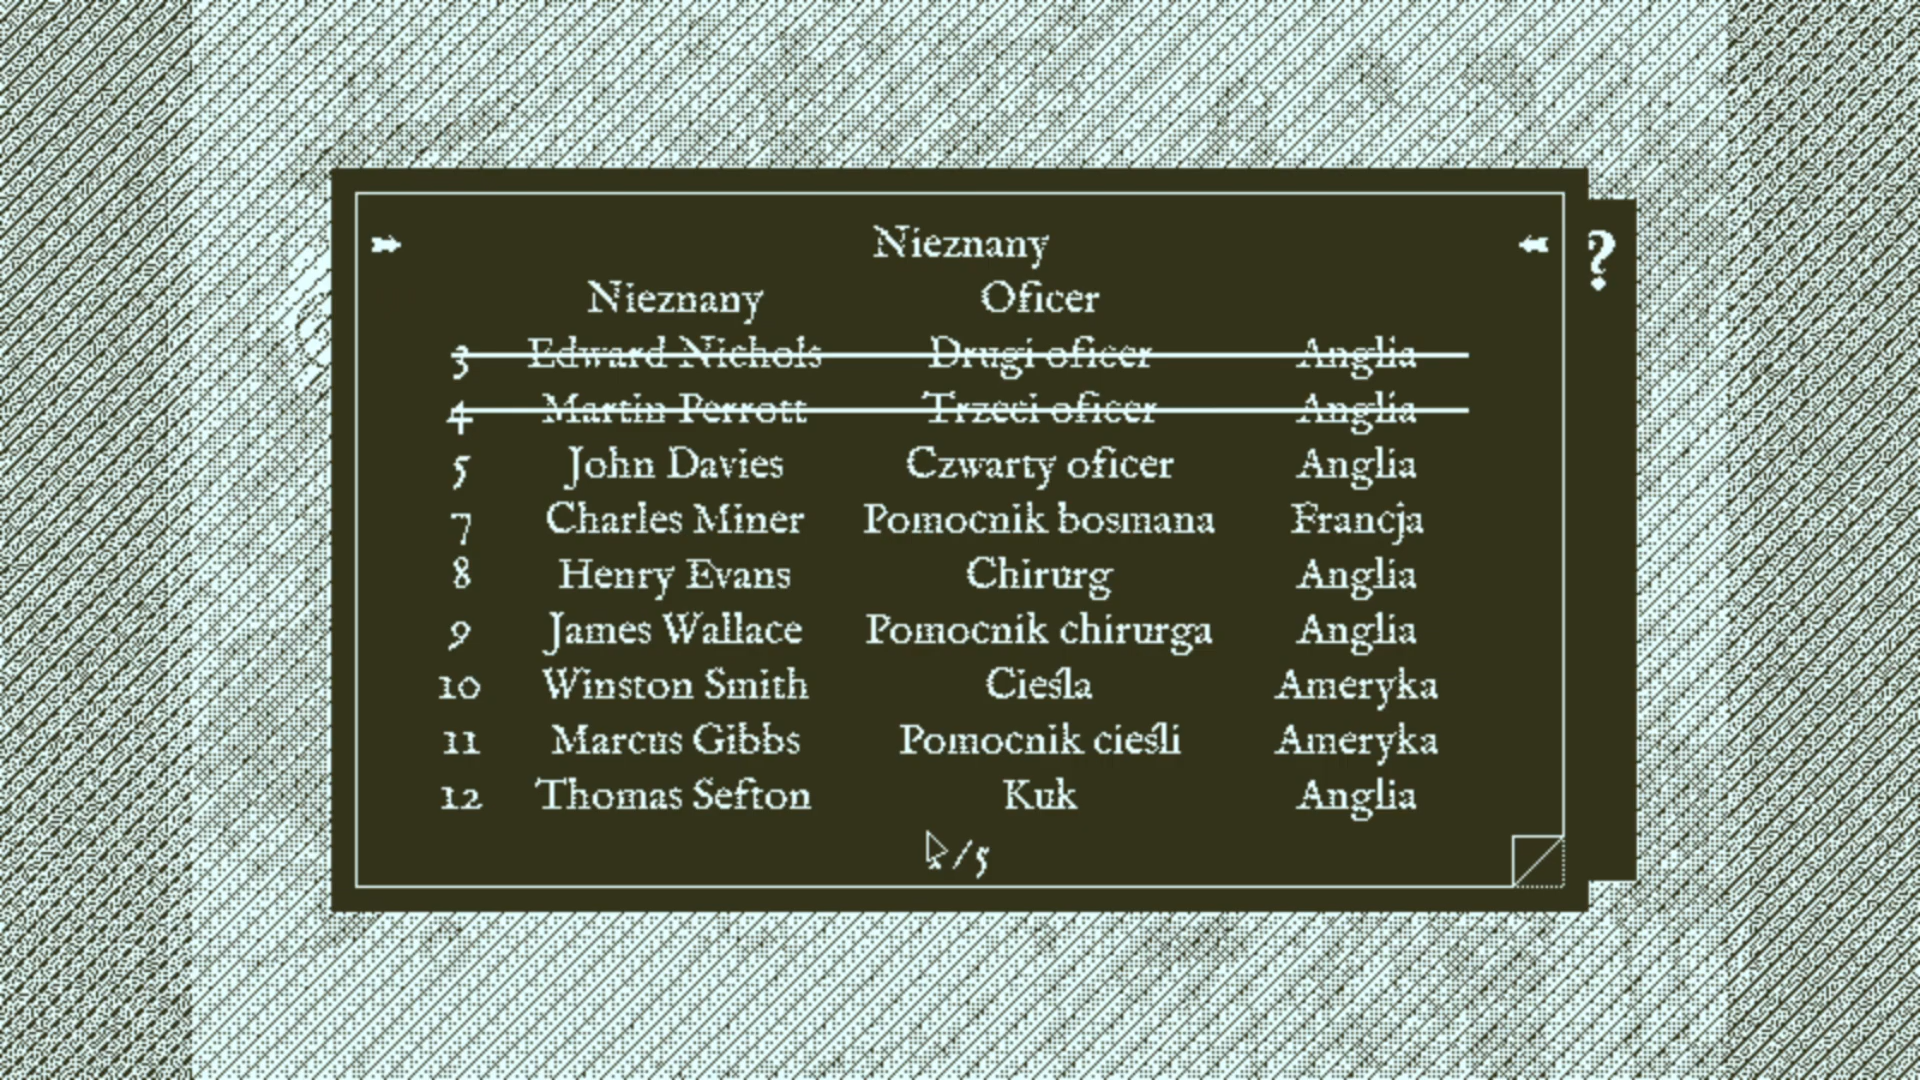 Nieznany
?
Nieznany Oficer
3 Edward Nichols Drugi oficer Anglia
4 Martin Perrott Trzeci oficer Anglia
5 John Davies Czwarty oficer Anglia
7 Charles Miner Pomocnik bosmana Francja
8 Henry Evans Chirurg Anglia
9 James Wallace Pomocnik chirurga Anglia
10 Winston Smith Cieśla Ameryka
11 Marcus Gibbs Pomocnik cieśli Ameryka
12 Thomas Sefton Kuk Anglia
/5